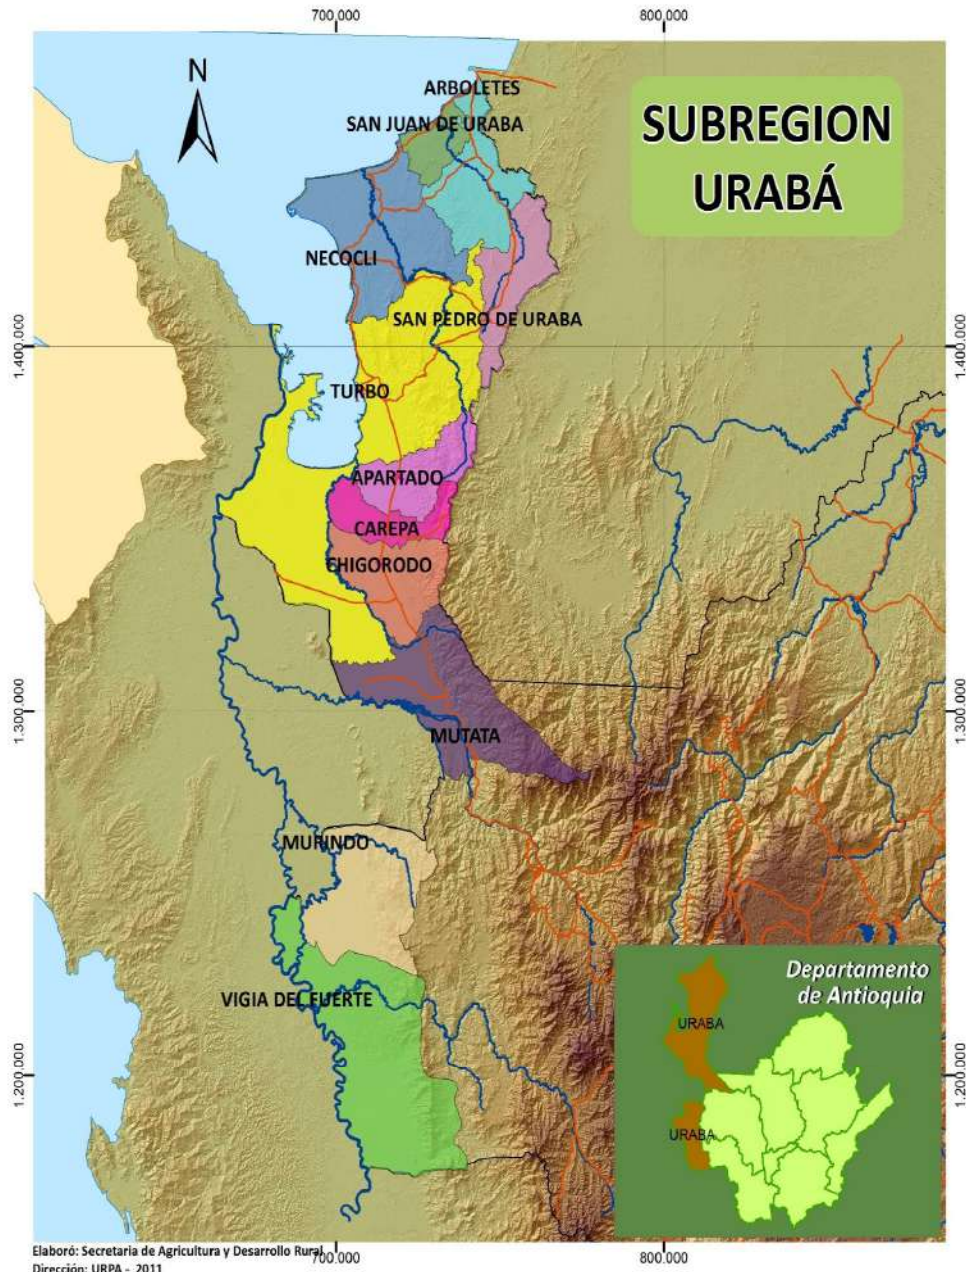 700.000
800.000
N
SUBREGION
URABÁ
ARBOLETES
SAN JUAN DE URABA
NECOCLI
SAN PEDRO DE URABA
1.400.000
1.400.000
TURBO
APARTADO
CAREPA
CHIGORODO
1.300.000
1.300.000
MUTATA
MURINDO
VIGIA DEL FUERTE
Departamento
de Antioquia
URABA
URABA
1.200.000
1.200.000
Elaboró: Secretaria de Agricultura y Desarrollo Rural
Dirección: URPA - 2011
700.000
800.000